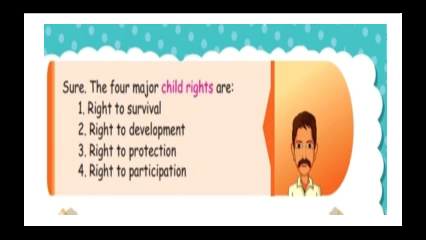 Sure. The four major child rights are:
1. Right to survival
2. Right to development
3. Right to protection
4. Right to participation